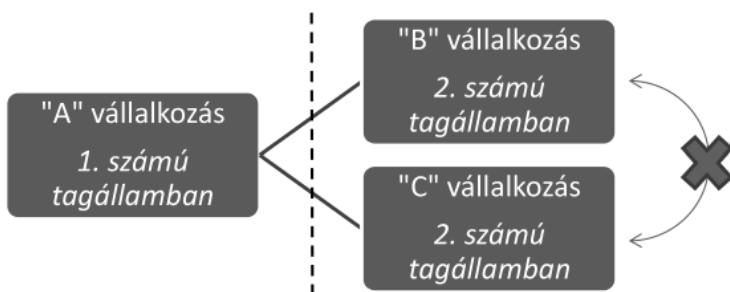 "A" vállalkozás
1. számú
tagállamban
"B" vállalkozás
2. számú
tagállamban
"C" vállalkozás
2. számú
tagállamban